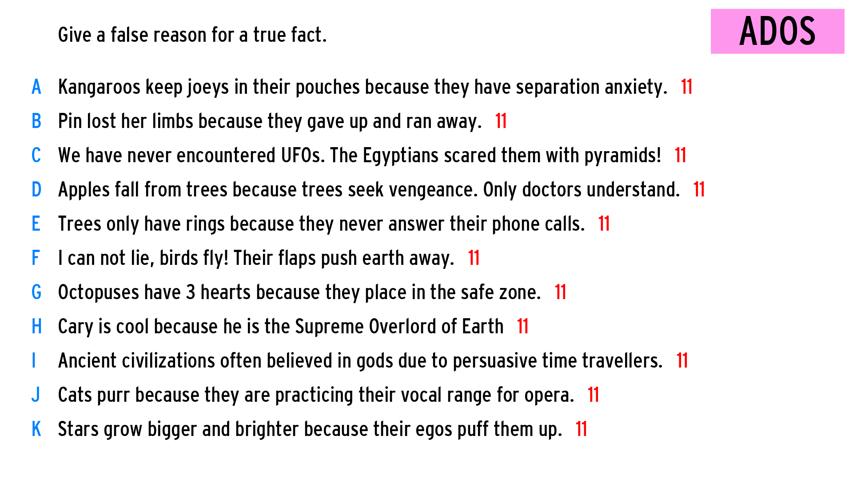 Give a false reason for a true fact.
ADOS
A Kangaroos keep joeys in their pouches because they have separation anxiety. 11
B Pin lost her limbs because they gave up and ran away. 11
C We have never encountered UFOs. The Egyptians scared them with pyramids! 11
D Apples fall from trees because trees seek vengeance. Only doctors understand. 11
E Trees only have rings because they never answer their phone calls. 11
F I can not lie, birds fly! Their flaps push earth away. 11
G Octopuses have 3 hearts because they place in the safe zone. 11
H Cary is cool because he is the Supreme Overlord of Earth 11
I Ancient civilizations often believed in gods due to persuasive time travellers. 11
J Cats purr because they are practicing their vocal range for opera. 11
K Stars grow bigger and brighter because their egos puff them up. 11